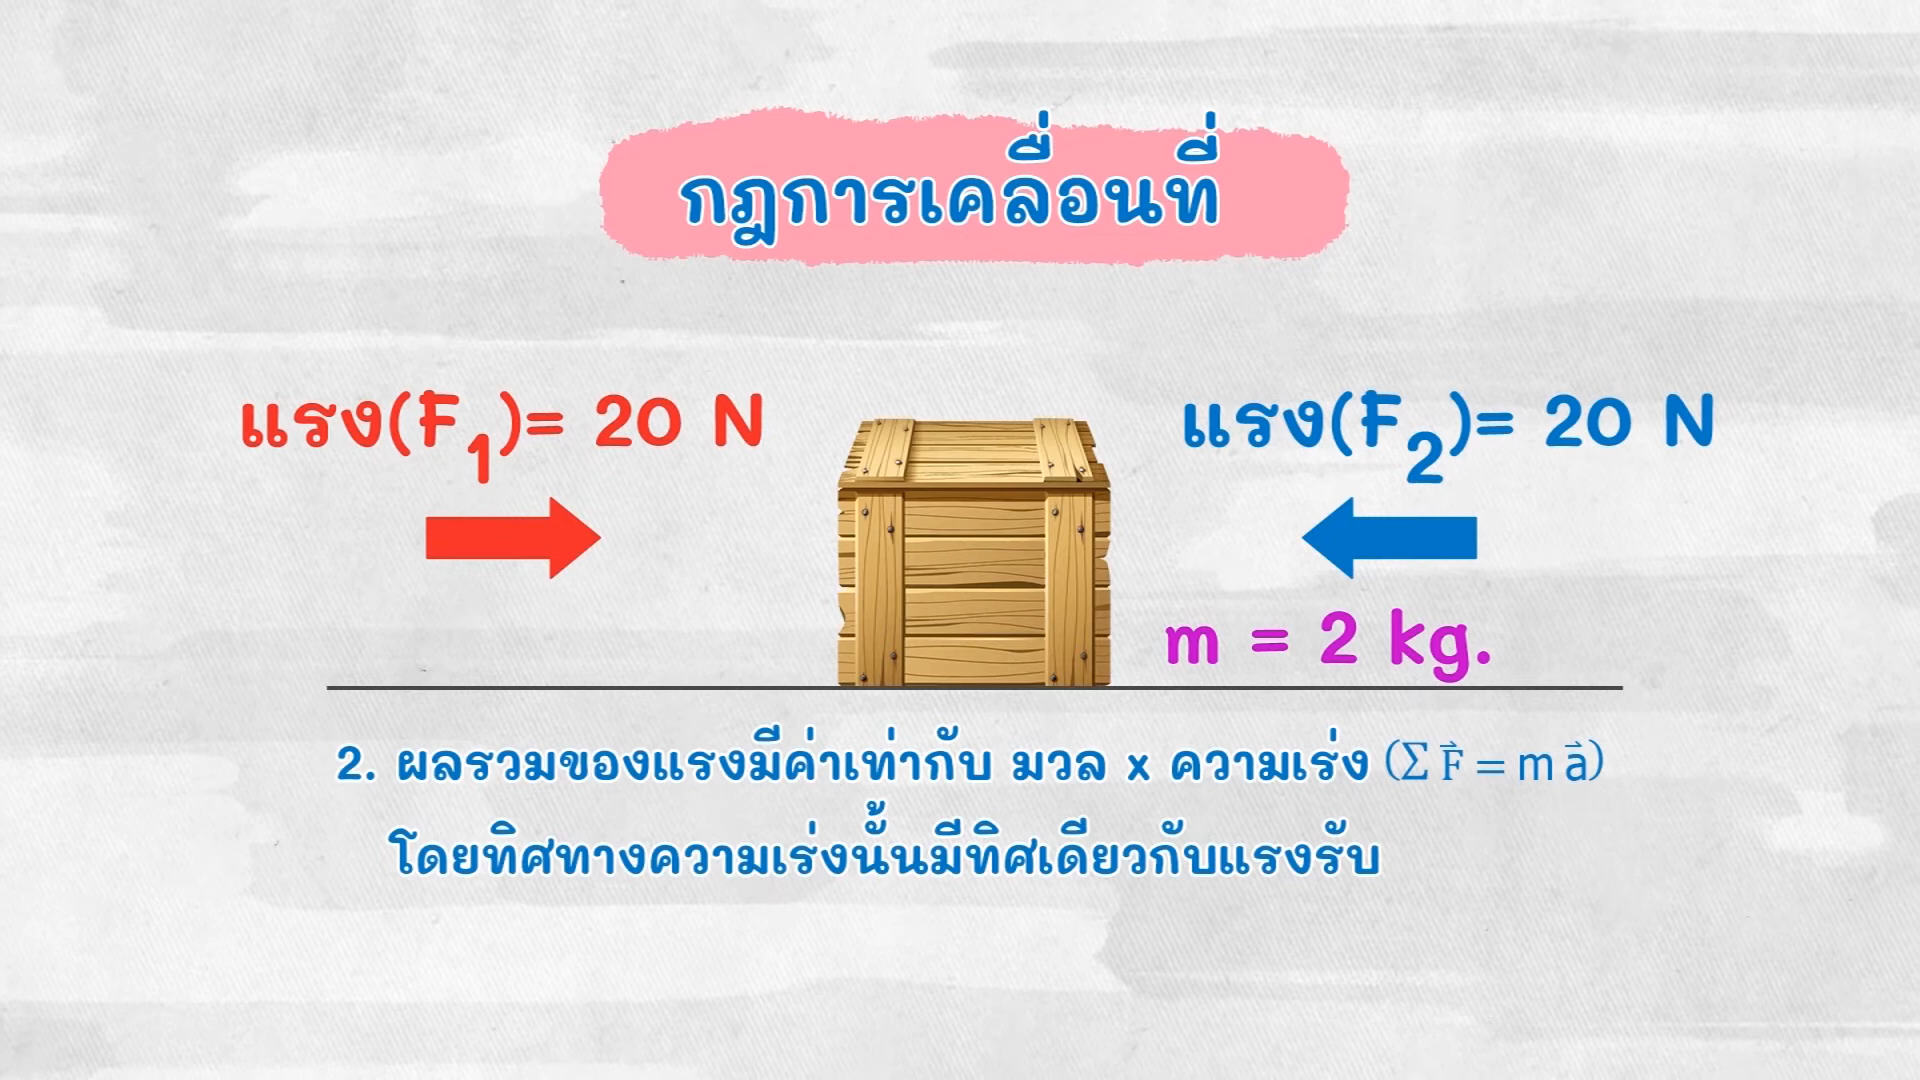 กฎการเคลื่อนที่
แรง(F₁)= 20 N
แรง(F₂)= 20 N
m = 2 kg.
2. ผลรวมของแรงมีค่าเท่ากับ มวล x ความเร่ง (∑F⃗ = m a⃗)
โดยทิศทางความเร่งนั้นมีทิศเดียวกับแรงรับ